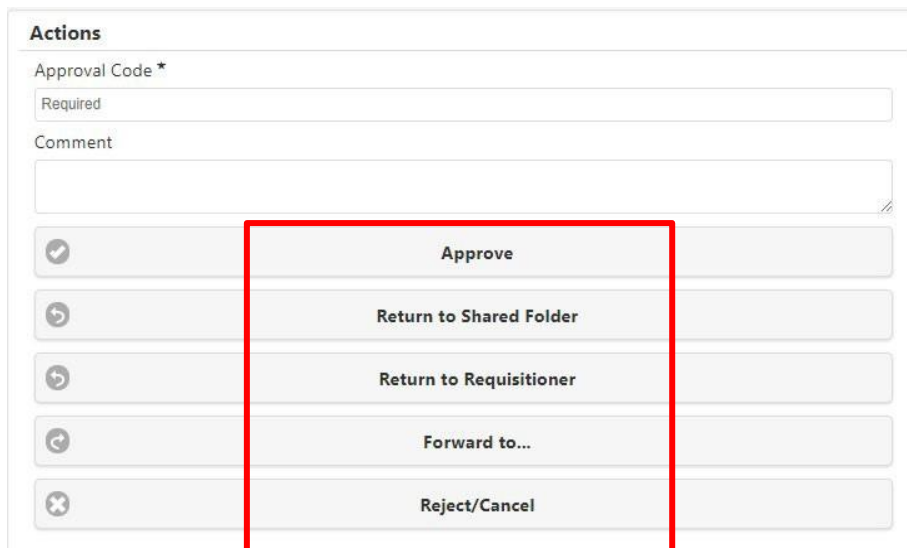 Actions
Approval Code *
Required
Comment
Approve
Return to Shared Folder
Return to Requisitioner
Forward to...
Reject/Cancel